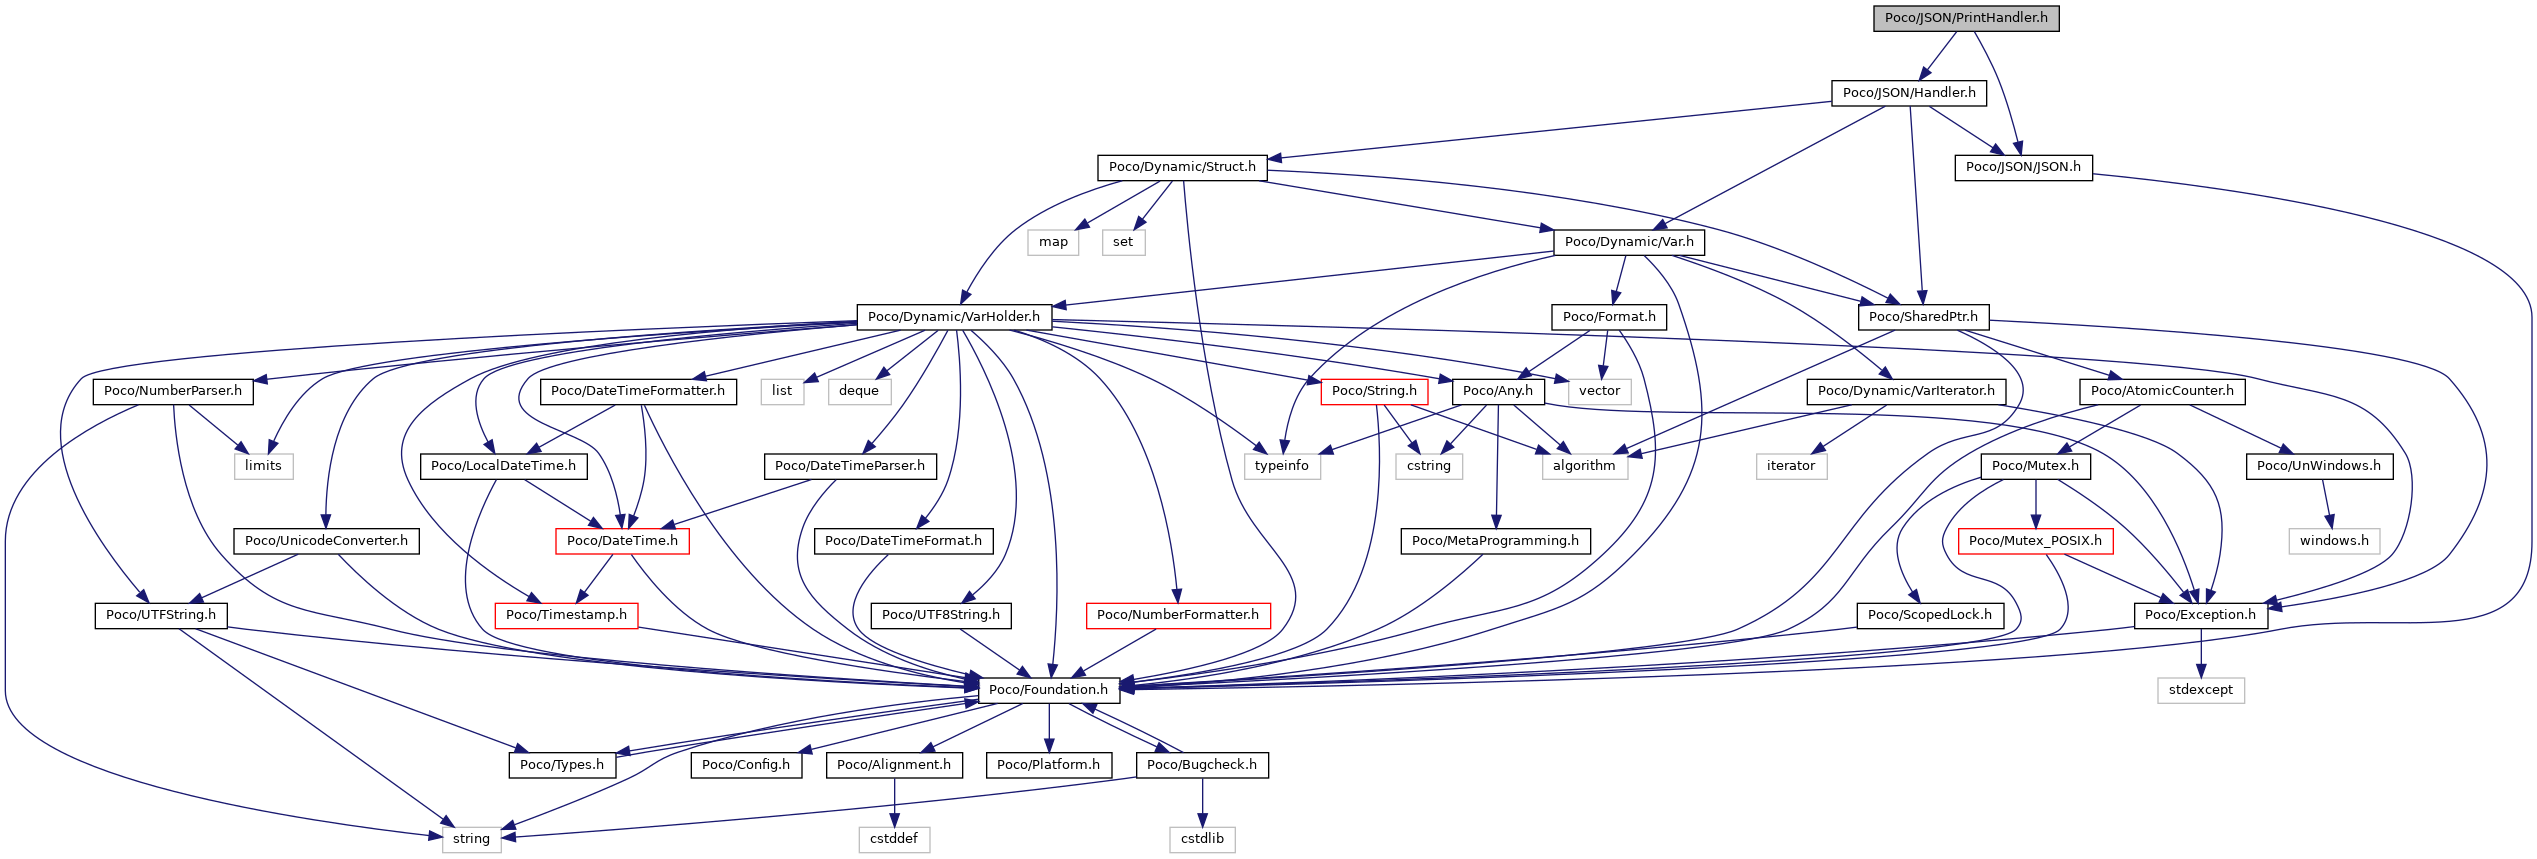 Poco/JSON/PrintHandler.h
Poco/JSON/Handler.h
Poco/Dynamic/Struct.h
Poco/JSON/JSON.h
map
set
Poco/Dynamic/Var.h
Poco/Dynamic/VarHolder.h
Poco/Format.h
Poco/SharedPtr.h
Poco/NumberParser.h
Poco/DateTimeFormatter.h
list
deque
Poco/String.h
Poco/Any.h
vector
Poco/Dynamic/VarIterator.h
Poco/AtomicCounter.h
limits
Poco/LocalDateTime.h
Poco/DateTimeParser.h
typeinfo
cstring
algorithm
iterator
Poco/Mutex.h
Poco/UnWindows.h
Poco/UnicodeConverter.h
Poco/DateTime.h
Poco/DateTimeFormat.h
Poco/MetaProgramming.h
Poco/Mutex_POSIX.h
windows.h
Poco/UTFString.h
Poco/Timestamp.h
Poco/UTF8String.h
Poco/NumberFormatter.h
Poco/ScopedLock.h
Poco/Exception.h
Poco/Foundation.h
stdexcept
Poco/Types.h
Poco/Config.h
Poco/Alignment.h
Poco/Platform.h
Poco/Bugcheck.h
string
cstddef
cstdlib